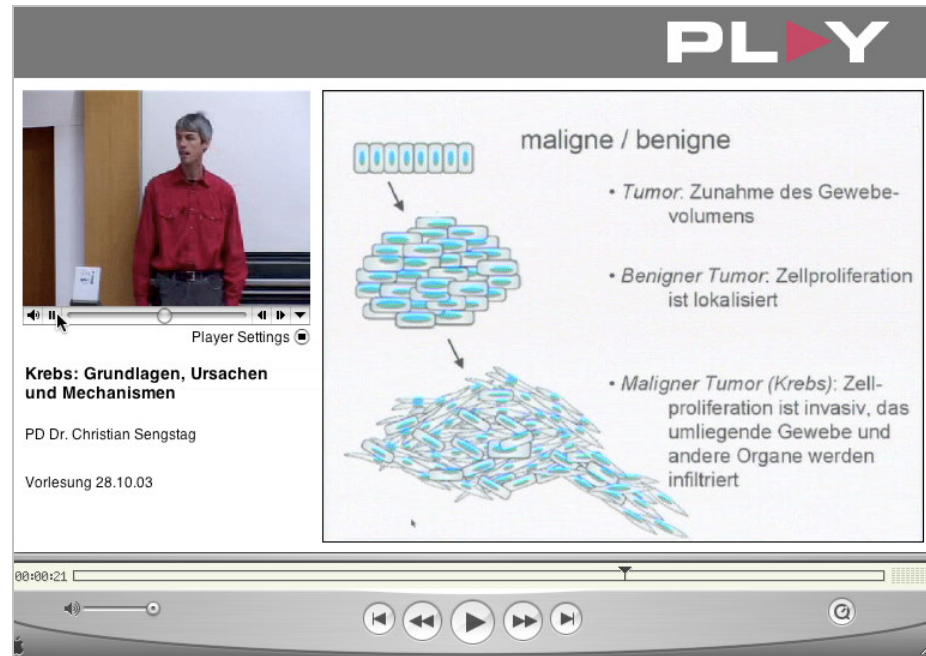 PLAY
maligne / benigne
• Tumor: Zunahme des Gewebe-
volumens
• Benigner Tumor: Zellproliferation
ist lokalisiert
• Maligner Tumor (Krebs): Zell-
proliferation ist invasiv, das
umliegende Gewebe und
andere Organe werden
infiltriert
Player Settings
Krebs: Grundlagen, Ursachen
und Mechanismen
PD Dr. Christian Sengstag
Vorlesung 28.10.03
00:00:21